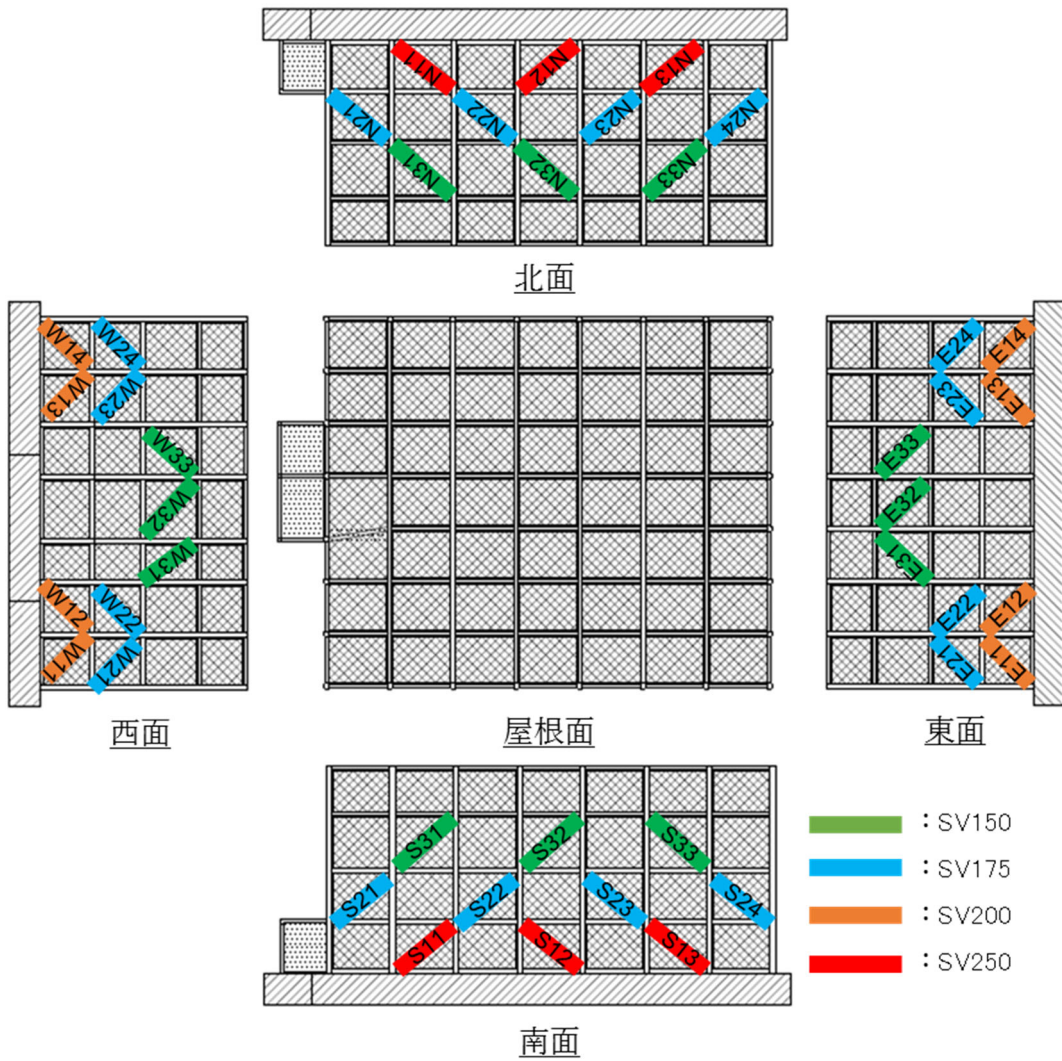 N11
N12
N13
N21
N22
N23
N24
N31
N32
N33
北面
W14
W24
W13
W23
W33
W32
W31
W12
W22
W11
W21
西面
屋根面
E24
E14
E23
E13
E33
E32
E31
E22
E12
E21
E11
東面
S31
S32
S33
S21
S22
S23
S24
S11
S12
S13
南面
：SV150
：SV175
：SV200
：SV250